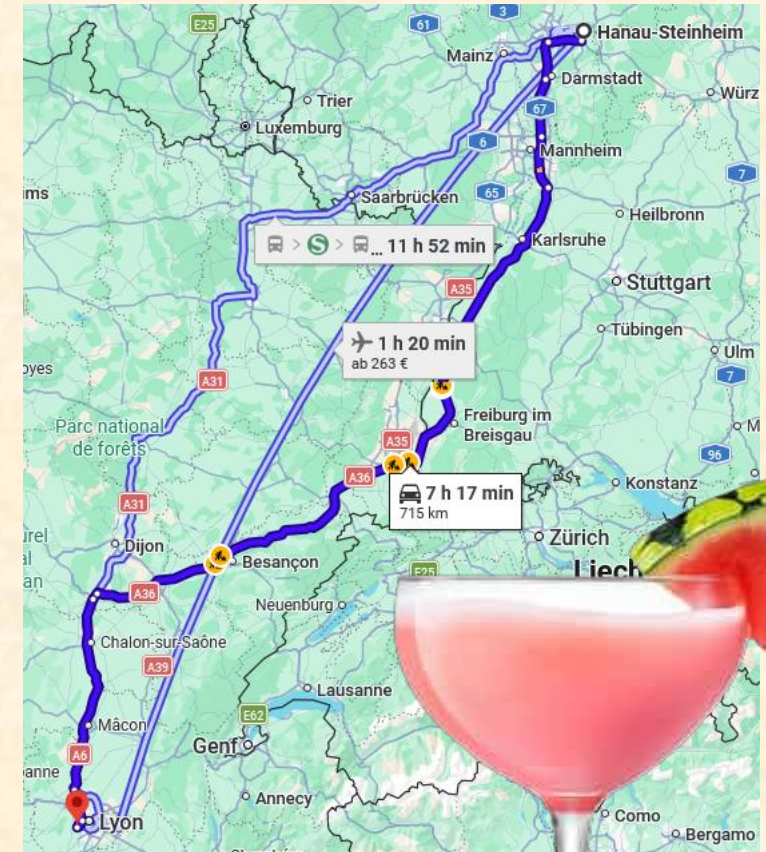 3
E25
61
Hanau-Steinheim
Mainz
Darmstadt
Trier
Würz
67
Luxemburg
6
Mannheim
7
ims
Saarbrücken
65
Heilbronn
S ... 11 h 52 min
Karlsruhe
A35
Stuttgart
1 h 20 min
ab 263 €
Tübingen
Ulm
oyes
A31
7
Parc national
de forêts
Freiburg im
Breisgau
A35
M
96
A36
7 h 17 min
715 km
Konstanz
A31
Dijon
Zürich
Besançon
Liech
E25
A36
Neuenburg
Chalon-sur-Saône
A39
Lausanne
Mâcon
E62
Genf
A6
oanne
Annecy
Lyon
Como
Bergamo